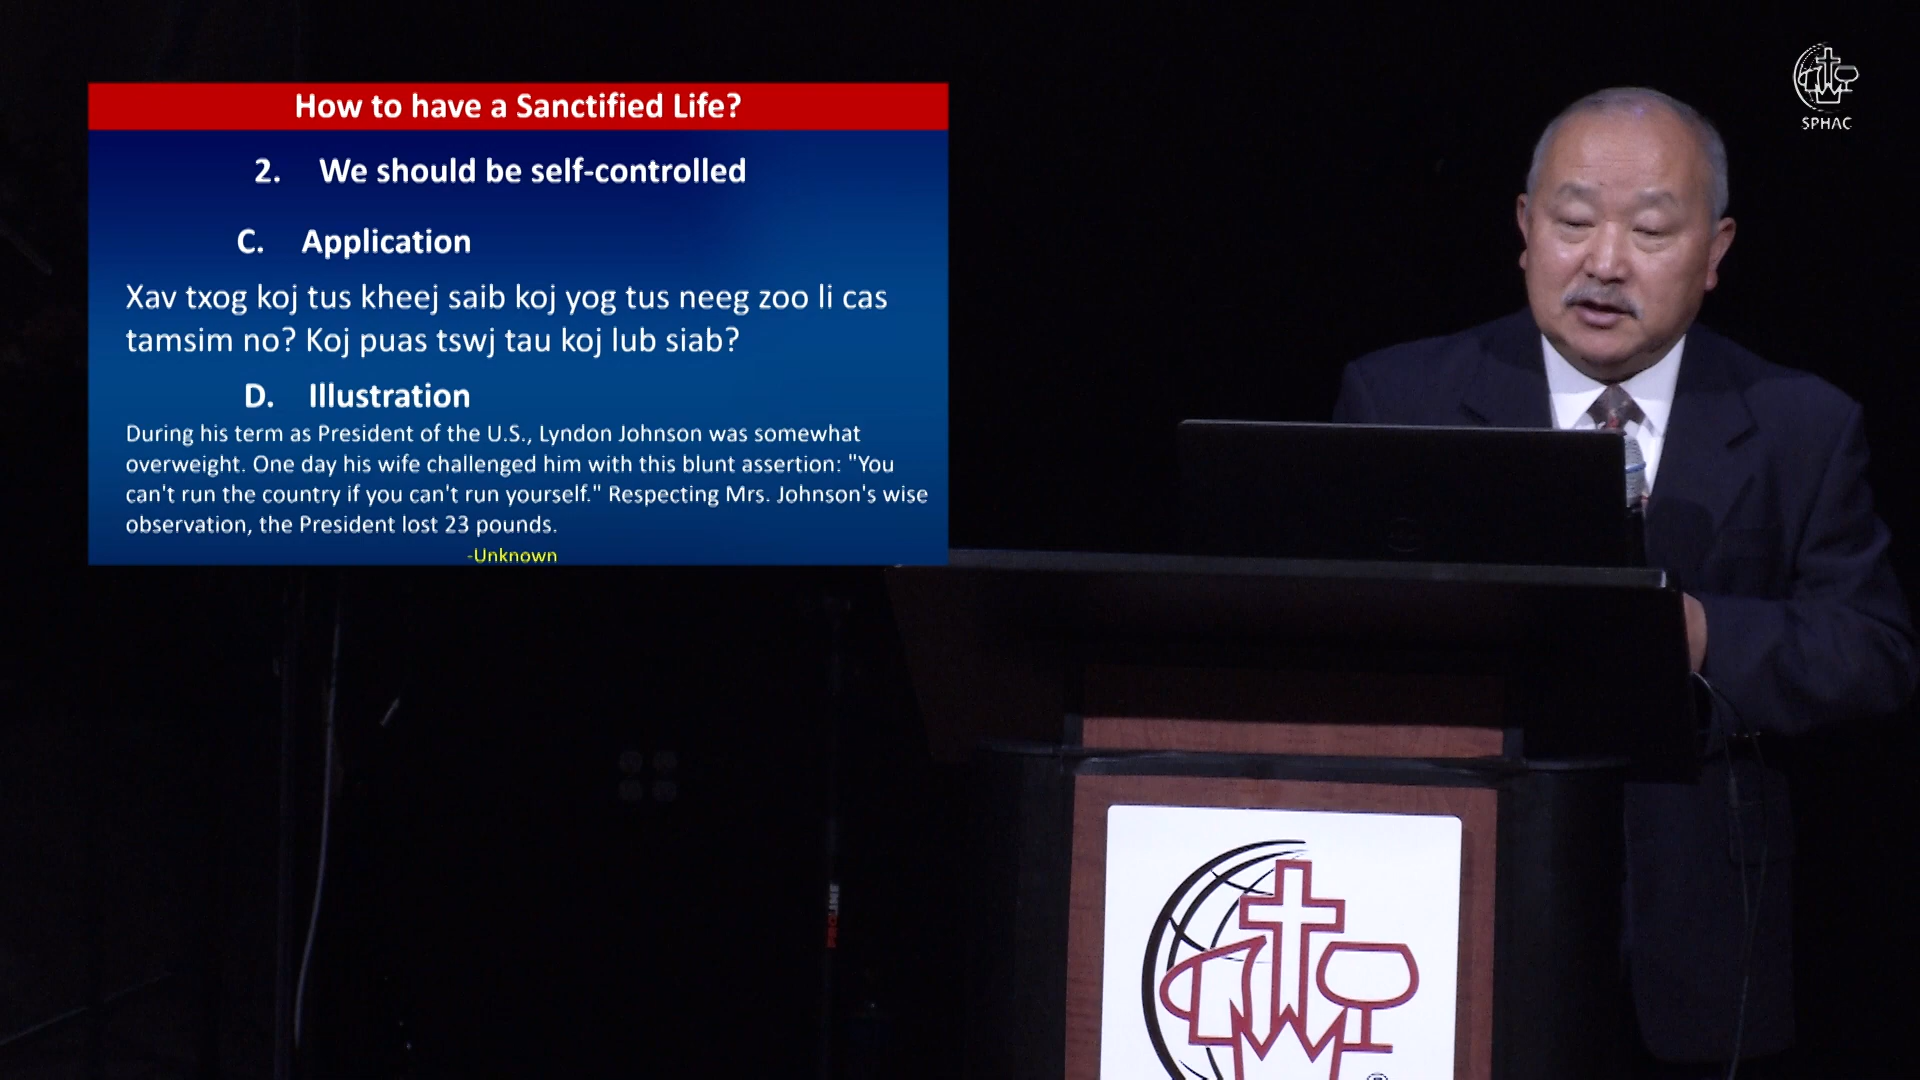 SPHAC
How to have a Sanctified Life?
2. We should be self-controlled
C. Application
Xav txog koj tus kheej saib koj yog tus neeg zoo li cas
tamsim no? Koj puas tswj tau koj lub siab?
D. Illustration
During his term as President of the U.S., Lyndon Johnson was somewhat
overweight. One day his wife challenged him with this blunt assertion: "You
can't run the country if you can't run yourself." Respecting Mrs. Johnson's wise
observation, the President lost 23 pounds.
-Unknown
PROLINE
®